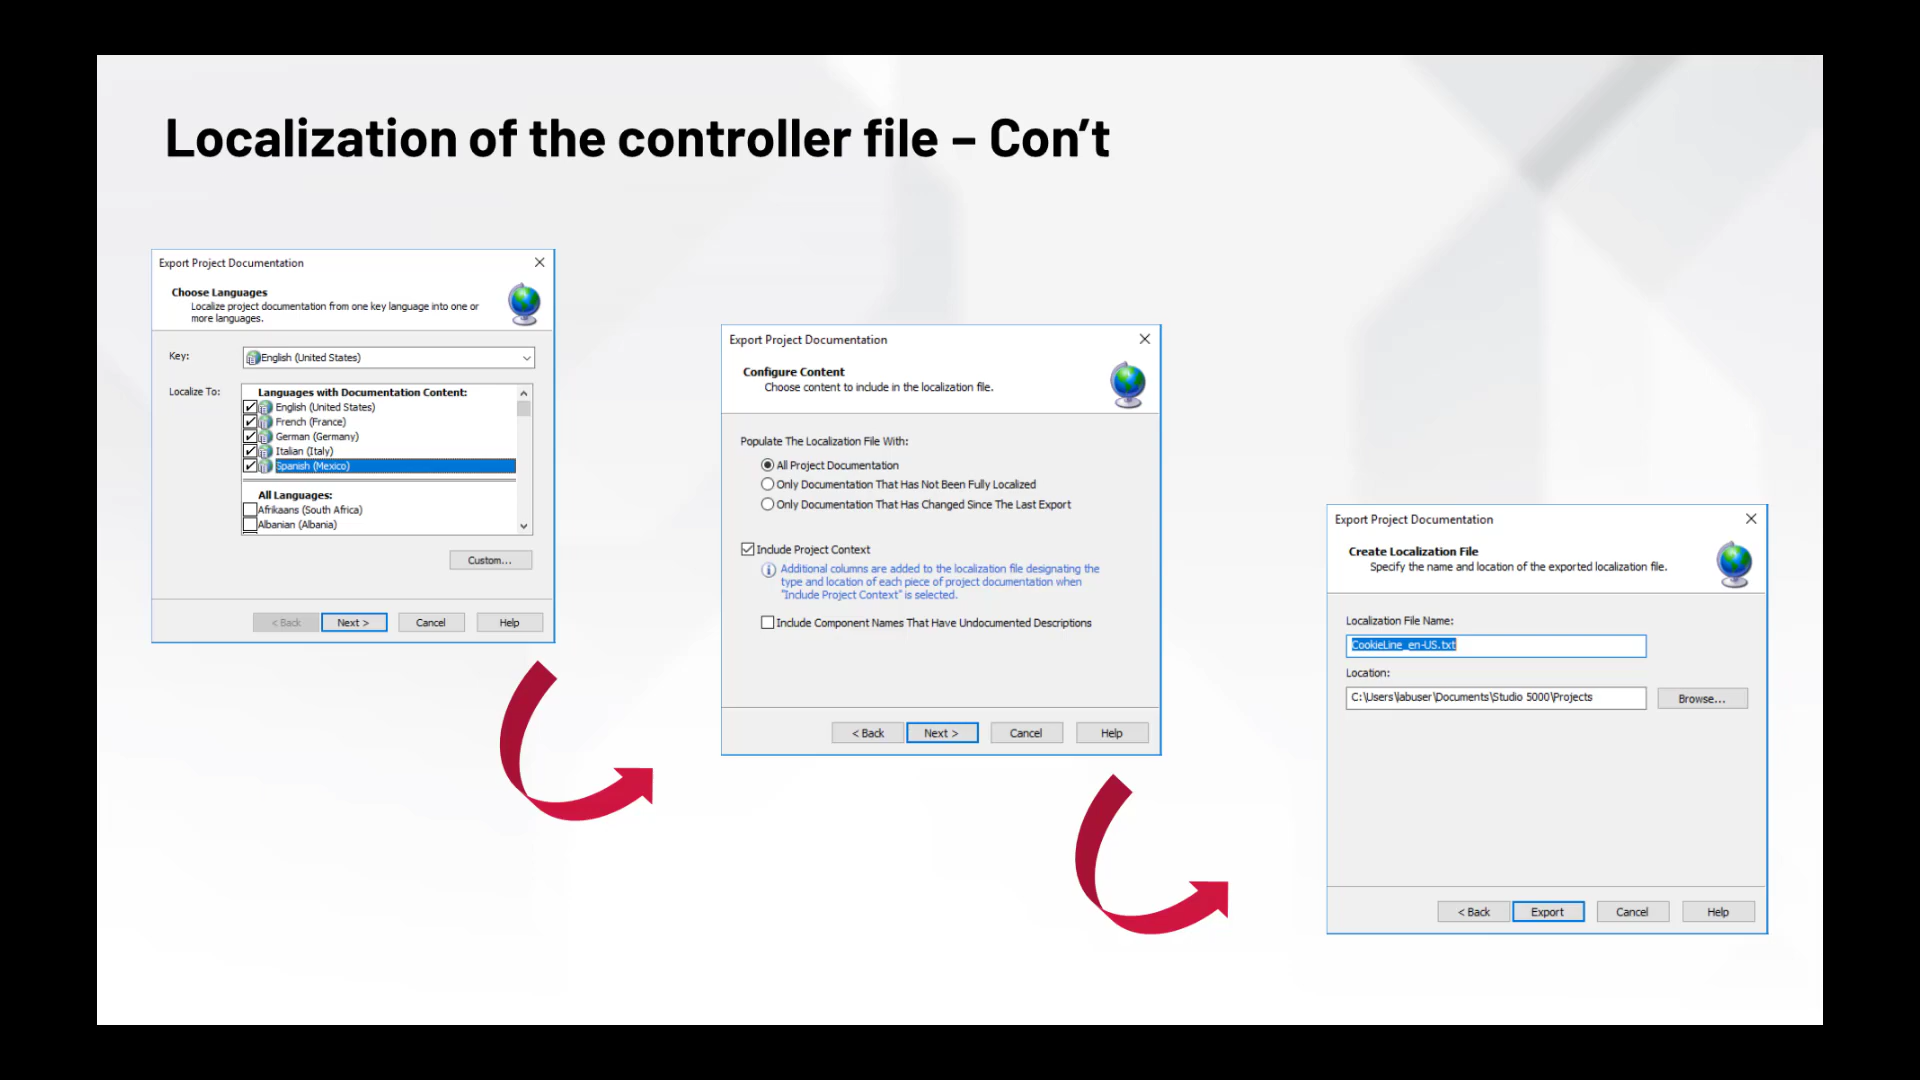 Localization of the controller file – Con’t
Export Project Documentation
Choose Languages
Localize project documentation from one key language into one or
more languages.
Key:
English (United States)
Localize To:
Languages with Documentation Content:
English (United States)
French (France)
German (Germany)
Italian (Italy)
Spanish (Mexico)
All Languages:
Afrikaans (South Africa)
Albanian (Albania)
Custom...
< Back
Next >
Cancel
Help
Export Project Documentation
Configure Content
Choose content to include in the localization file.
Populate The Localization File With:
All Project Documentation
Only Documentation That Has Not Been Fully Localized
Only Documentation That Has Changed Since The Last Export
Include Project Context
Additional columns are added to the localization file designating the
type and location of each piece of project documentation when
"Include Project Context" is selected.
Include Component Names That Have Undocumented Descriptions
< Back
Next >
Cancel
Help
Export Project Documentation
Create Localization File
Specify the name and location of the exported localization file.
Localization File Name:
CookieLine_en-US.txt
Location:
C:\Users\labuser\Documents\Studio 5000\Projects
Browse...
< Back
Export
Cancel
Help